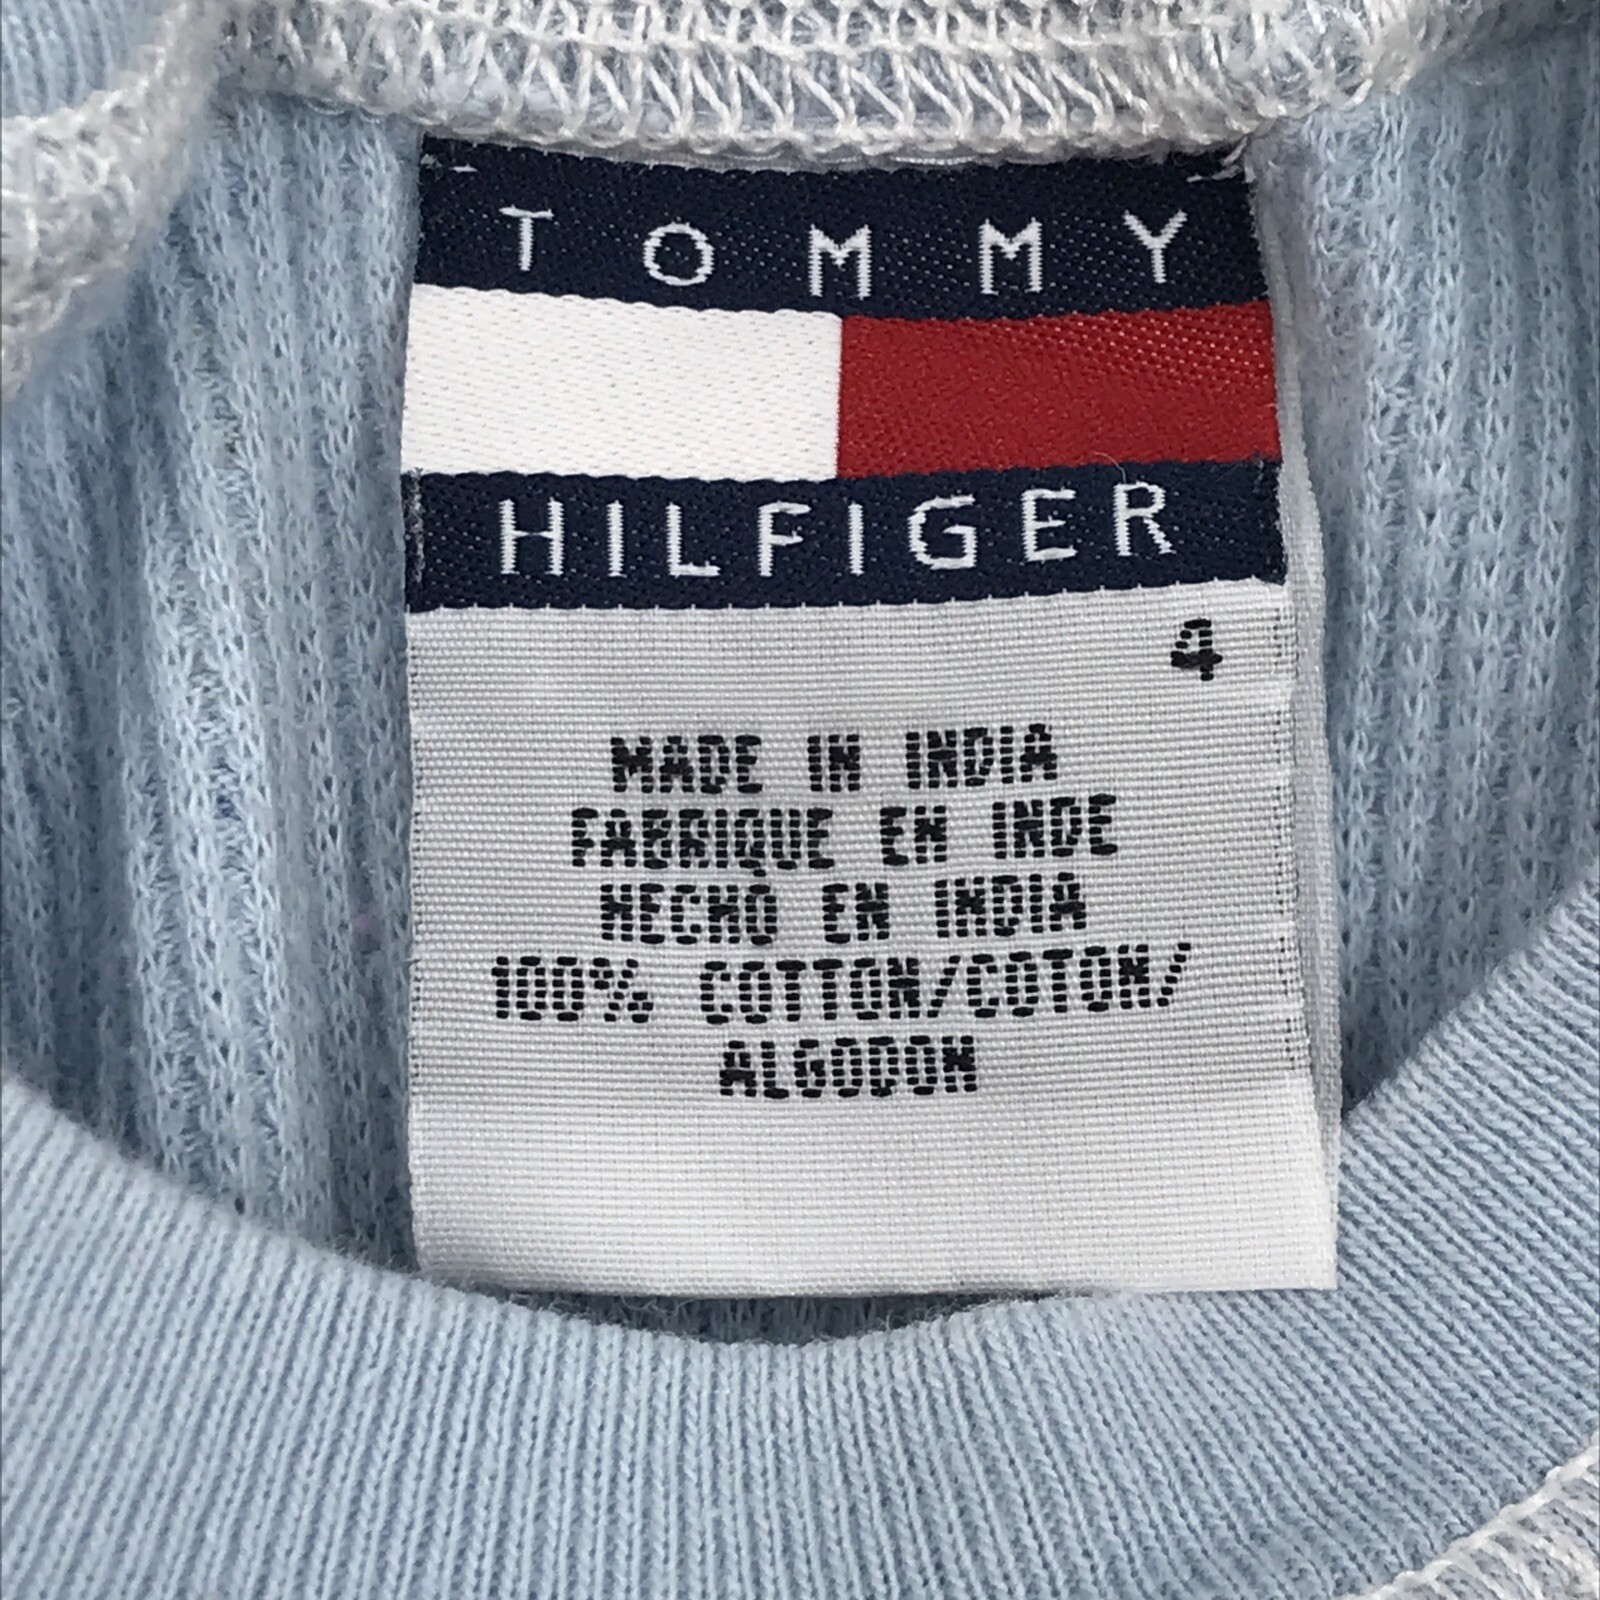 TOMMY
HILFIGER
4
MADE IN INDIA
FABRIQUE EN INDE
HECHO EN INDIA
100% COTTON/COTON/
ALGODON